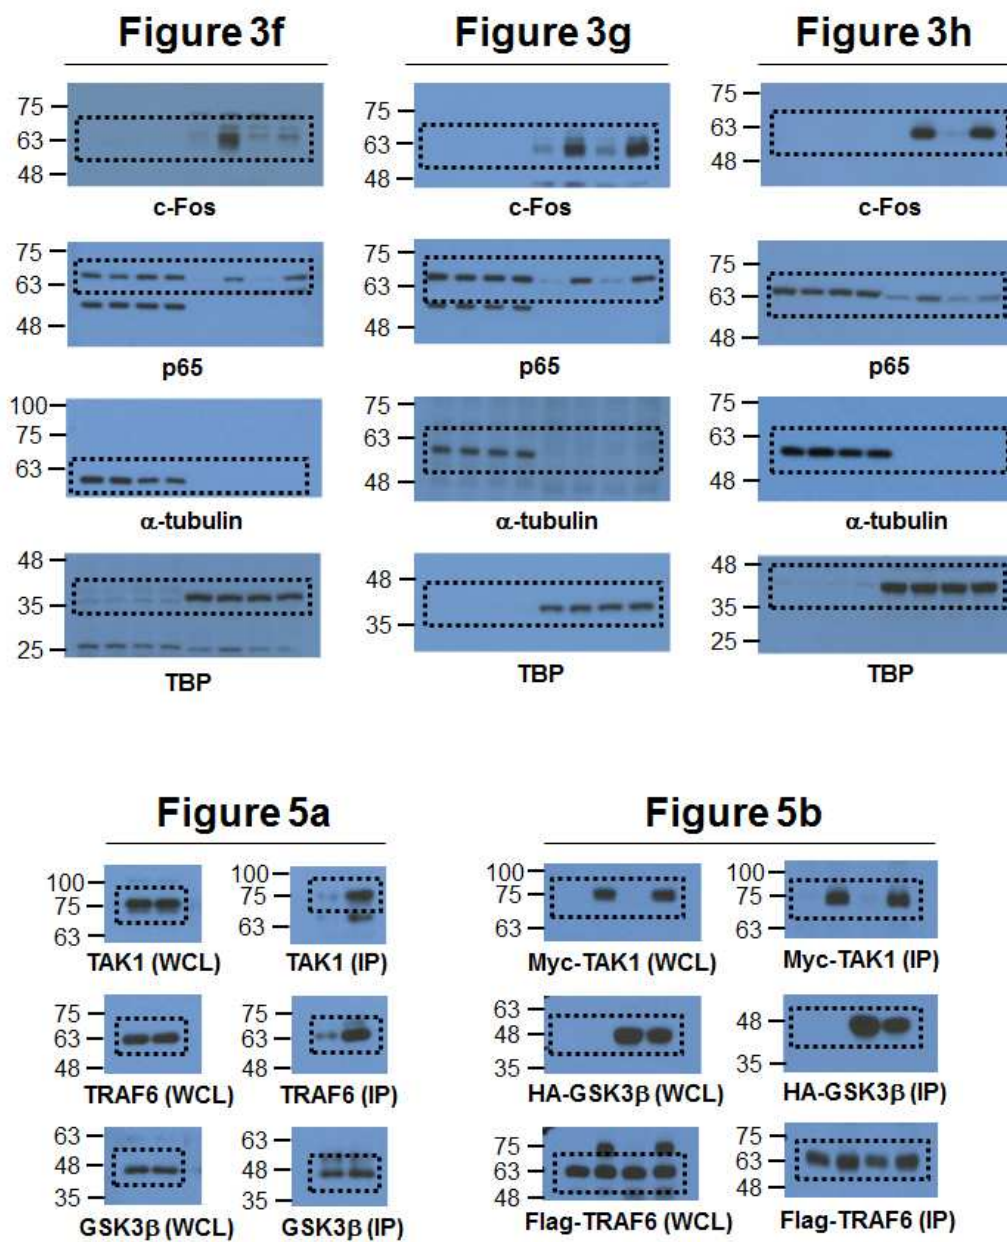 Figure 3f
75
63
48
c-Fos
75
63
48
p65
100
75
63
α-tubulin
48
35
25
TBP
Figure 3g
75
63
48
c-Fos
75
63
48
p65
75
63
48
α-tubulin
48
35
TBP
Figure 3h
75
63
48
c-Fos
75
63
48
p65
75
63
48
α-tubulin
48
35
25
TBP
Figure 5a
100
75
63
TAK1 (WCL)
100
75
63
TAK1 (IP)
75
63
48
TRAF6 (WCL)
75
63
48
TRAF6 (IP)
63
48
35
GSK3β (WCL)
63
48
35
GSK3β (IP)
Figure 5b
100
75
63
Myc-TAK1 (WCL)
100
75
63
Myc-TAK1 (IP)
63
48
35
HA-GSK3β (WCL)
48
35
HA-GSK3β (IP)
75
63
48
Flag-TRAF6 (WCL)
75
63
48
Flag-TRAF6 (IP)